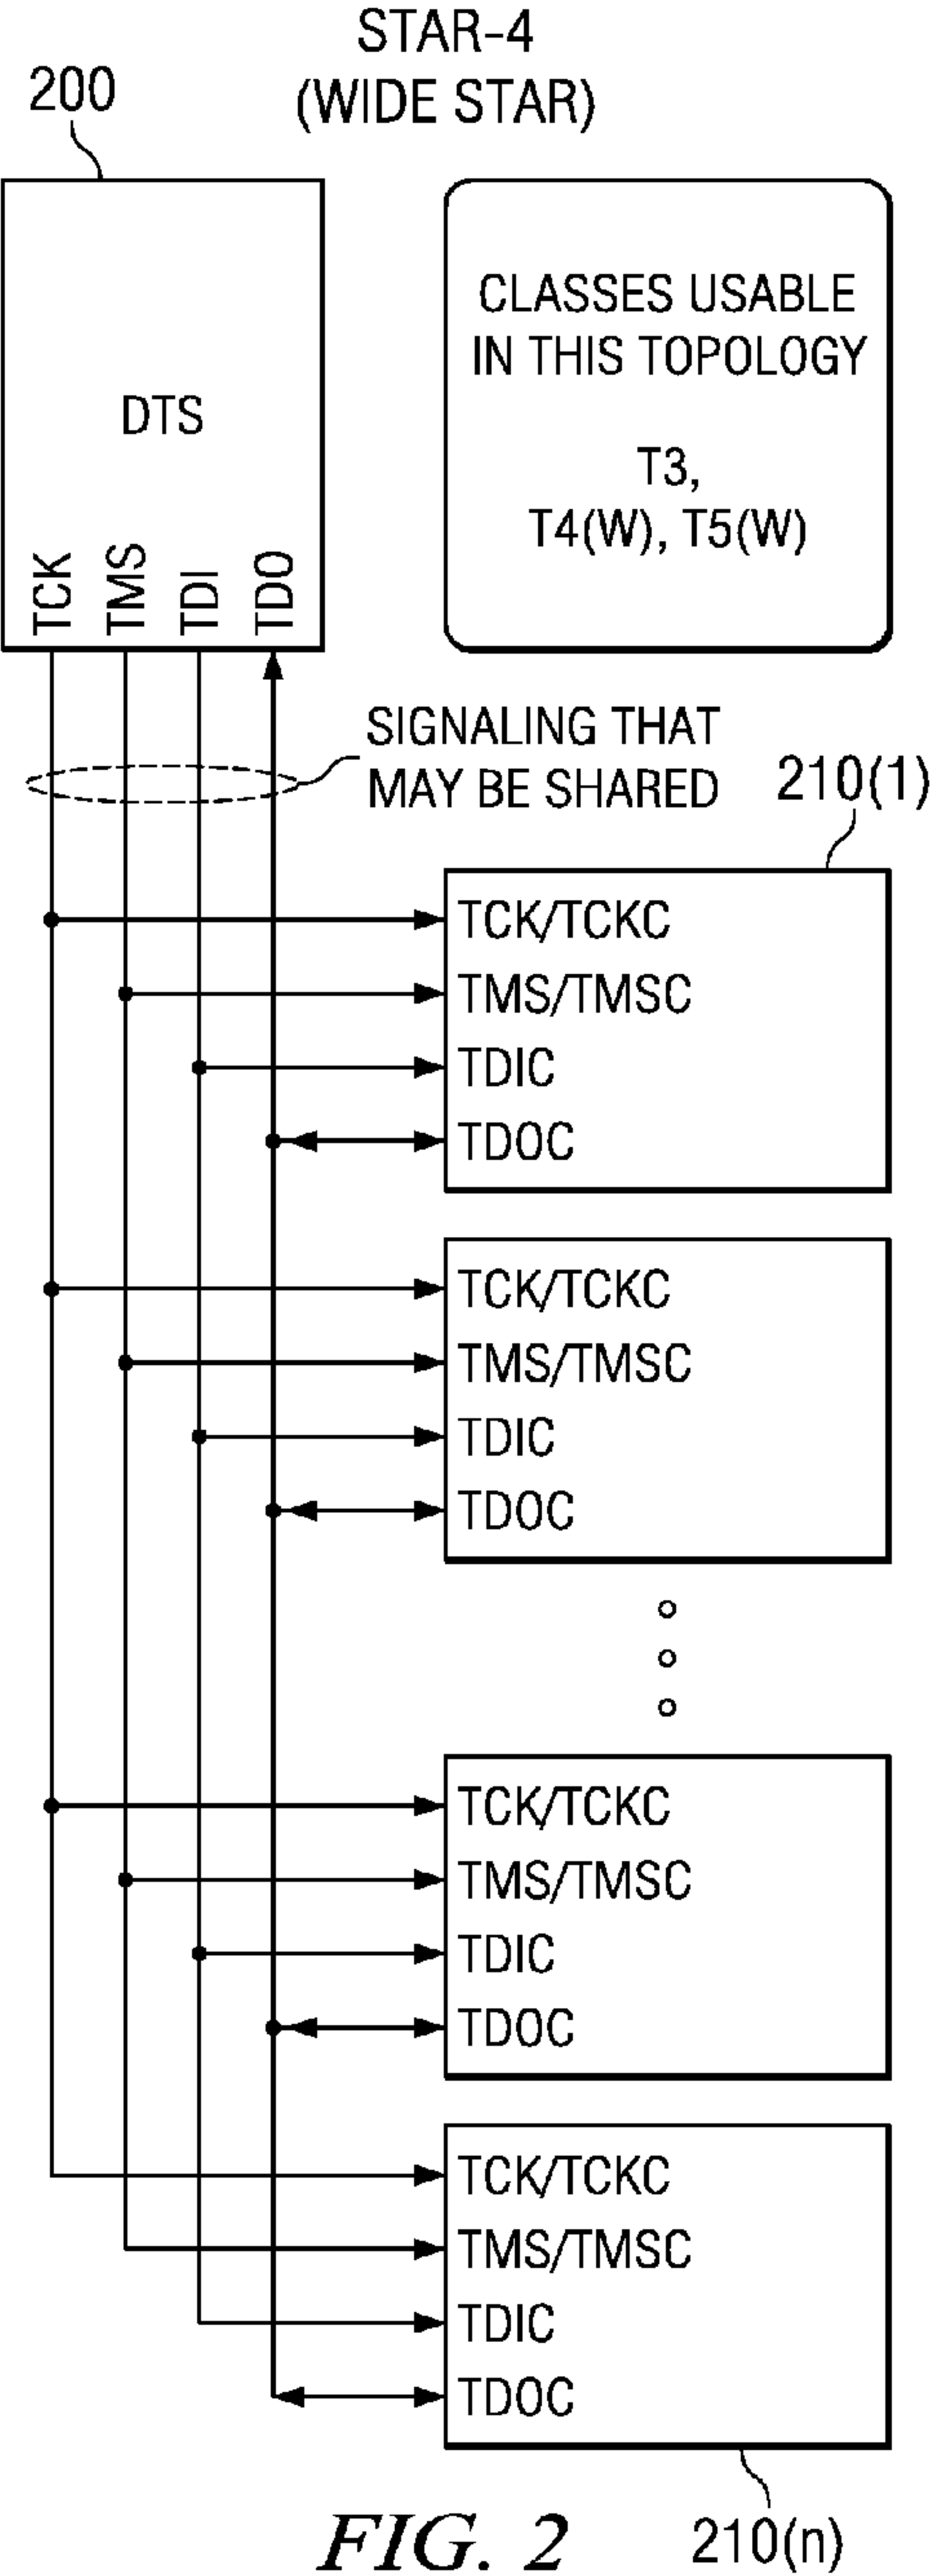 STAR-4
(WIDE STAR)
200
CLASSES USABLE
IN THIS TOPOLOGY
T3,
T4(W), T5(W)
DTS
TCK
TMS
TDI
TDO
SIGNALING THAT
MAY BE SHARED
210(1)
TCK/TCKC
TMS/TMSC
TDIC
TDOC
TCK/TCKC
TMS/TMSC
TDIC
TDOC
TCK/TCKC
TMS/TMSC
TDIC
TDOC
TCK/TCKC
TMS/TMSC
TDIC
TDOC
210(n)
FIG. 2